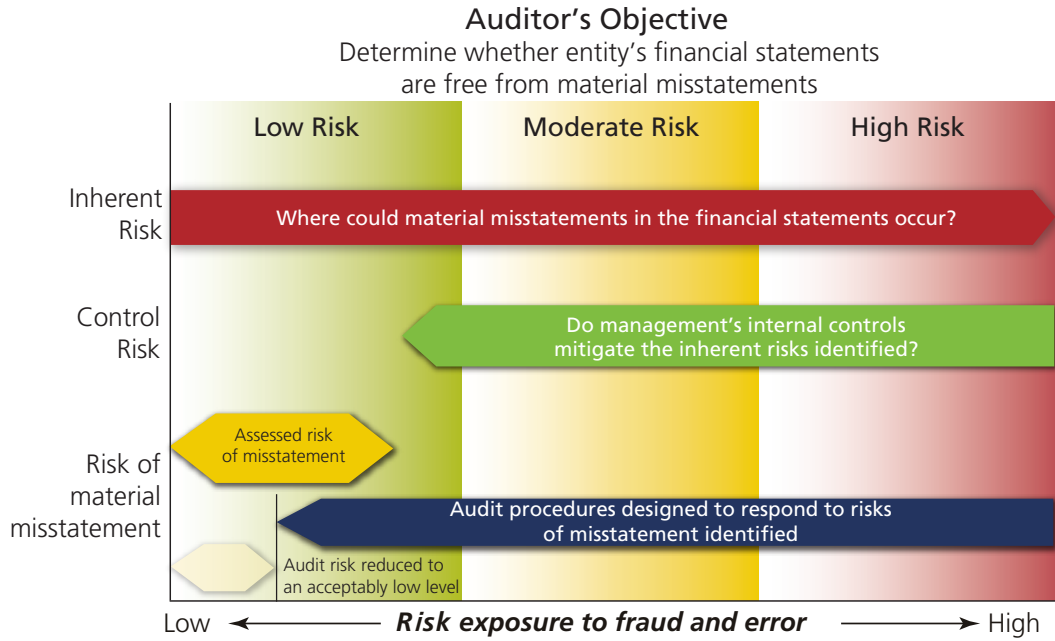 Auditor's Objective
Determine whether entity's financial statements
are free from material misstatements
Low Risk
Moderate Risk
High Risk
Inherent
Risk
Where could material misstatements in the financial statements occur?
Control
Risk
Do management's internal controls
mitigate the inherent risks identified?
Risk of
material
misstatement
Assessed risk
of misstatement
Audit procedures designed to respond to risks
of misstatement identified
Audit risk reduced to
an acceptably low level
Low
Risk exposure to fraud and error
High